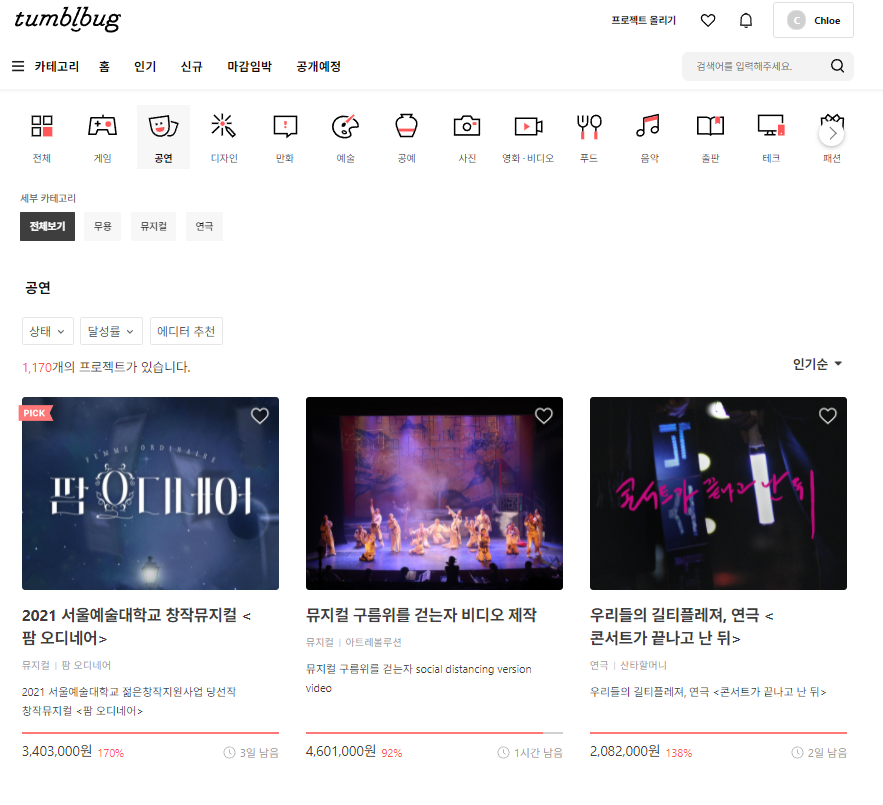 tumblbug
프로젝트 올리기
C
Chloe
카테고리 홈 인기 신규 마감임박 공개예정
검색어를 입력해주세요.
전체 게임 공연 디자인 만화 예술 공예 사진 영화 · 비디오 푸드 음악 출판 테크 패션
세부 카테고리
전체보기 무용 뮤지컬 연극
공연
상태 달성률 에디터 추천
1,170개의 프로젝트가 있습니다.
인기순
PICK
FEMME ORDINAIRE
팜 오디네어
콘서트가 끝나고 난 뒤
2021 서울예술대학교 창작뮤지컬 <
팜 오디네어>
뮤지컬 | 팜 오디네어
2021 서울예술대학교 젊은창작지원사업 당선작
창작뮤지컬 <팜 오디네어>
3,403,000원 170% 3일 남음
뮤지컬 구름위를 걷는자 비디오 제작
뮤지컬 | 아트레볼루션
뮤지컬 구름위를 걷는자 social distancing version
video
4,601,000원 92% 1시간 남음
우리들의 길티플레져, 연극 <
콘서트가 끝나고 난 뒤>
연극 | 산타할머니
우리들의 길티플레져, 연극 <콘서트가 끝나고 난 뒤>
2,082,000원 138% 2일 남음